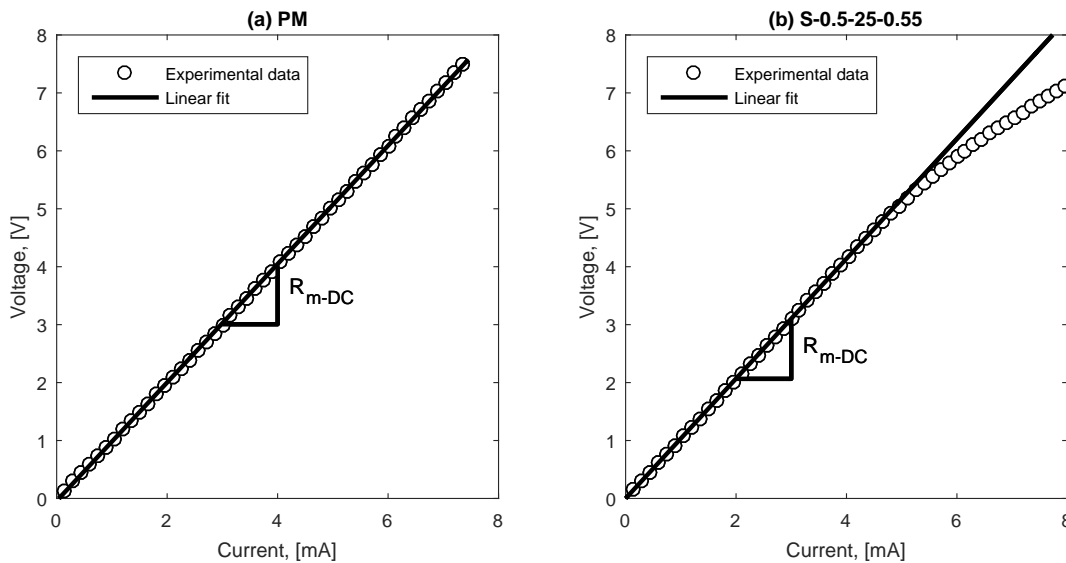 (a) PM
8
7
6
5
4
3
2
1
0
Voltage, [V]
Experimental data
Linear fit
R m-DC
0 2 4 6 8
Current, [mA]
(b) S-0.5-25-0.55
8
7
6
5
4
3
2
1
0
Voltage, [V]
Experimental data
Linear fit
R m-DC
0 2 4 6 8
Current, [mA]